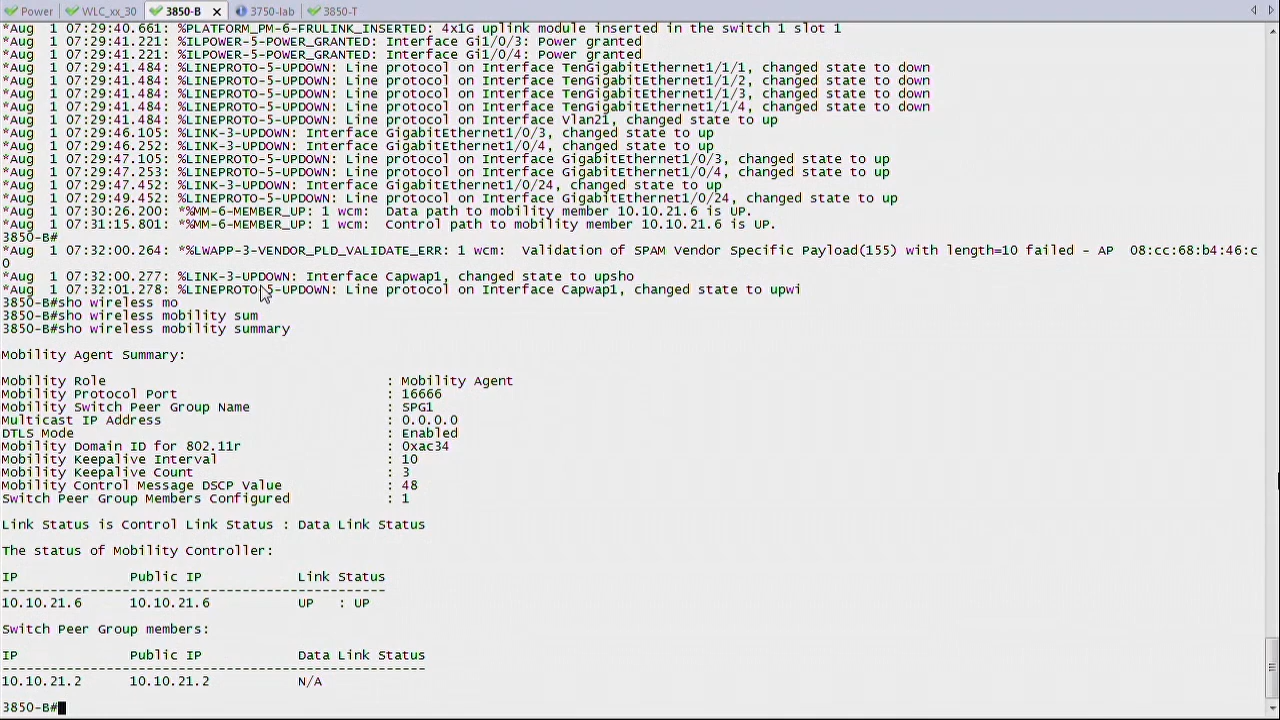 Power
WLC_xx_30
3850-B
3750-lab
3850-T
*Aug  1 07:29:40.661: %PLATFORM_PM-6-FRULINK_INSERTED: 4x1G uplink module inserted in the switch 1 slot 1
*Aug  1 07:29:41.221: %ILPOWER-5-POWER_GRANTED: Interface Gi1/0/3: Power granted
*Aug  1 07:29:41.221: %ILPOWER-5-POWER_GRANTED: Interface Gi1/0/4: Power granted
*Aug  1 07:29:41.484: %LINEPROTO-5-UPDOWN: Line protocol on Interface TenGigabitEthernet1/1/1, changed state to down
*Aug  1 07:29:41.484: %LINEPROTO-5-UPDOWN: Line protocol on Interface TenGigabitEthernet1/1/2, changed state to down
*Aug  1 07:29:41.484: %LINEPROTO-5-UPDOWN: Line protocol on Interface TenGigabitEthernet1/1/3, changed state to down
*Aug  1 07:29:41.484: %LINEPROTO-5-UPDOWN: Line protocol on Interface TenGigabitEthernet1/1/4, changed state to down
*Aug  1 07:29:41.484: %LINEPROTO-5-UPDOWN: Line protocol on Interface Vlan21, changed state to up
*Aug  1 07:29:46.105: %LINK-3-UPDOWN: Interface GigabitEthernet1/0/3, changed state to up
*Aug  1 07:29:46.252: %LINK-3-UPDOWN: Interface GigabitEthernet1/0/4, changed state to up
*Aug  1 07:29:47.105: %LINEPROTO-5-UPDOWN: Line protocol on Interface GigabitEthernet1/0/3, changed state to up
*Aug  1 07:29:47.253: %LINEPROTO-5-UPDOWN: Line protocol on Interface GigabitEthernet1/0/4, changed state to up
*Aug  1 07:29:47.452: %LINK-3-UPDOWN: Interface GigabitEthernet1/0/24, changed state to up
*Aug  1 07:29:49.452: %LINEPROTO-5-UPDOWN: Line protocol on Interface GigabitEthernet1/0/24, changed state to up
*Aug  1 07:30:26.200: *%MM-6-MEMBER_UP: 1 wcm:  Data path to mobility member 10.10.21.6 is UP.
*Aug  1 07:31:15.801: *%MM-6-MEMBER_UP: 1 wcm:  Control path to mobility member 10.10.21.6 is UP.
3850-B#
*Aug  1 07:32:00.264: *%LWAPP-3-VENDOR_PLD_VALIDATE_ERR: 1 wcm:  Validation of SPAM Vendor Specific Payload(155) with length=10 failed - AP  08:cc:68:b4:46:c
0
*Aug  1 07:32:00.277: %LINK-3-UPDOWN: Interface Capwap1, changed state to upsho
*Aug  1 07:32:01.278: %LINEPROTO-5-UPDOWN: Line protocol on Interface Capwap1, changed state to upwi
3850-B#sho wireless mo
3850-B#sho wireless mobility sum
3850-B#sho wireless mobility summary
Mobility Agent Summary:
Mobility Role : Mobility Agent
Mobility Protocol Port : 16666
Mobility Switch Peer Group Name : SPG1
Multicast IP Address : 0.0.0.0
DTLS Mode : Enabled
Mobility Domain ID for 802.11r : 0xac34
Mobility Keepalive Interval : 10
Mobility Keepalive Count : 3
Mobility Control Message DSCP Value : 48
Switch Peer Group Members Configured : 1
Link Status is Control Link Status : Data Link Status
The status of Mobility Controller:
IP Public IP Link Status
-----------------------------------------------
10.10.21.6 10.10.21.6 UP : UP
Switch Peer Group members:
IP Public IP Data Link Status
----------------------------------------------------
10.10.21.2 10.10.21.2 N/A
3850-B#